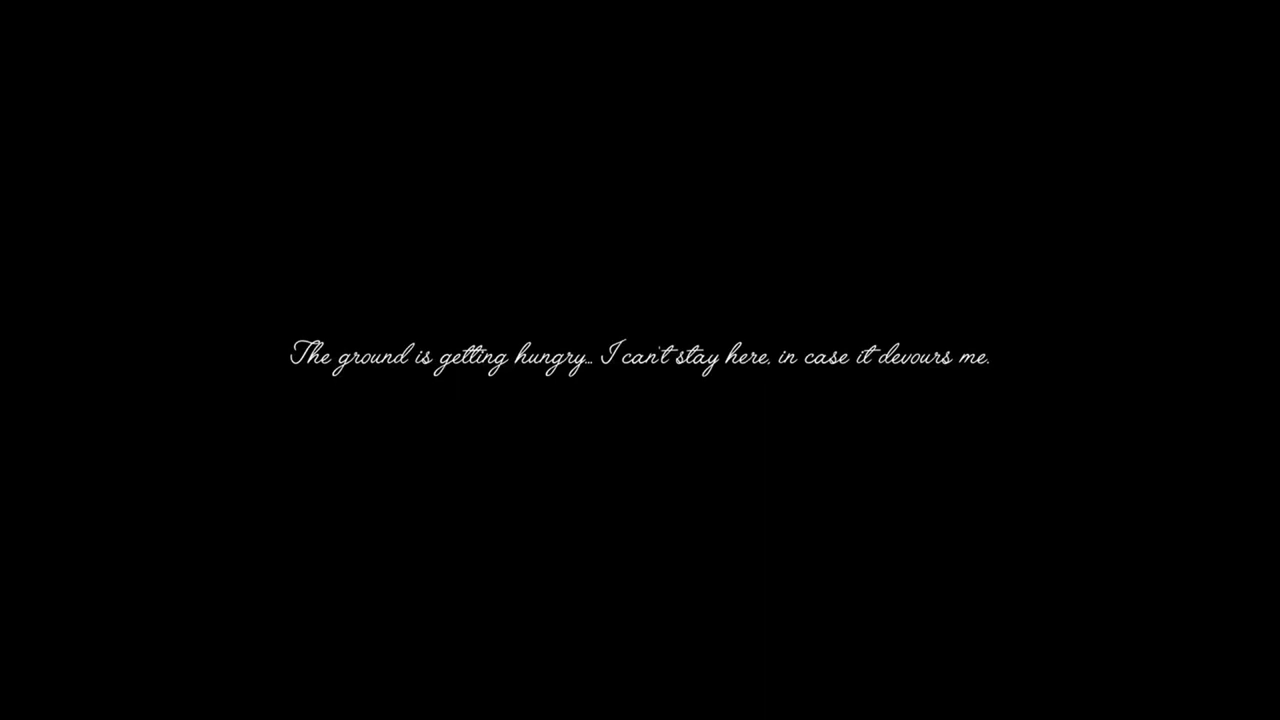 The ground is getting hungry... I can't stay here, in case it devours me.